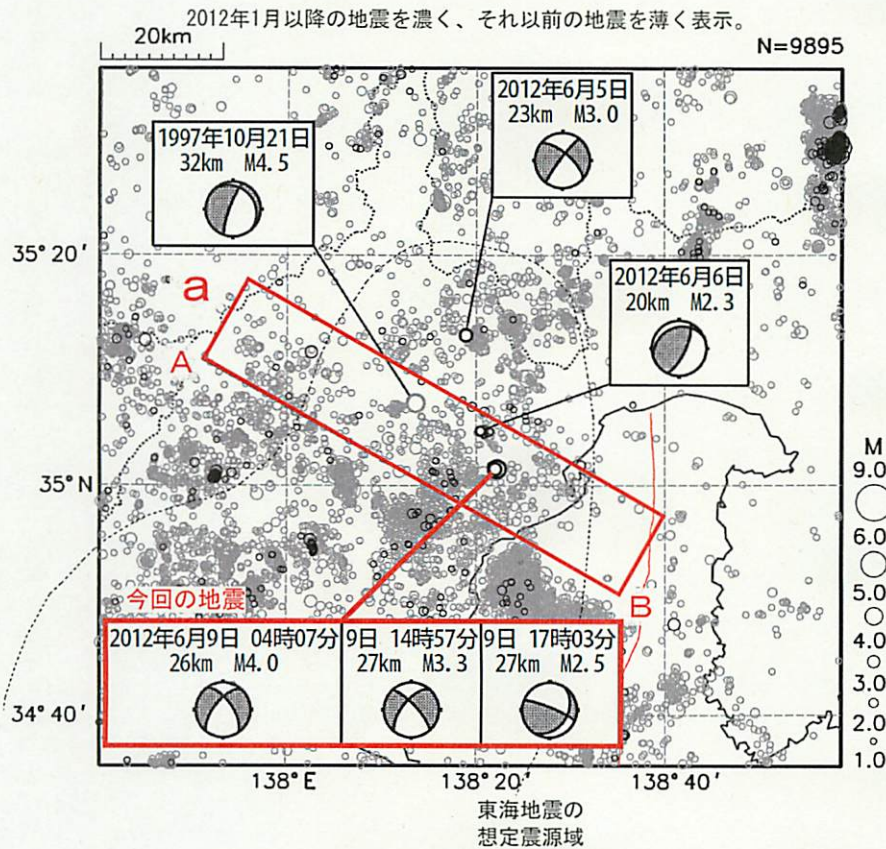 2012年1月以降の地震を濃く、それ以前の地震を薄く表示。
20km
N=9895
2012年6月5日
23km M3.0
1997年10月21日
32km M4.5
35°20′
2012年6月6日
20km M2.3
a
A
M
9.0
35°N
6.0
5.0
今回の地震
B
4.0
2012年6月9日 04時07分
26km M4.0
9日 14時57分
27km M3.3
9日 17時03分
27km M2.5
3.0
34°40′
2.0
1.0
138°E
138°20′
138°40′
東海地震の
想定震源域